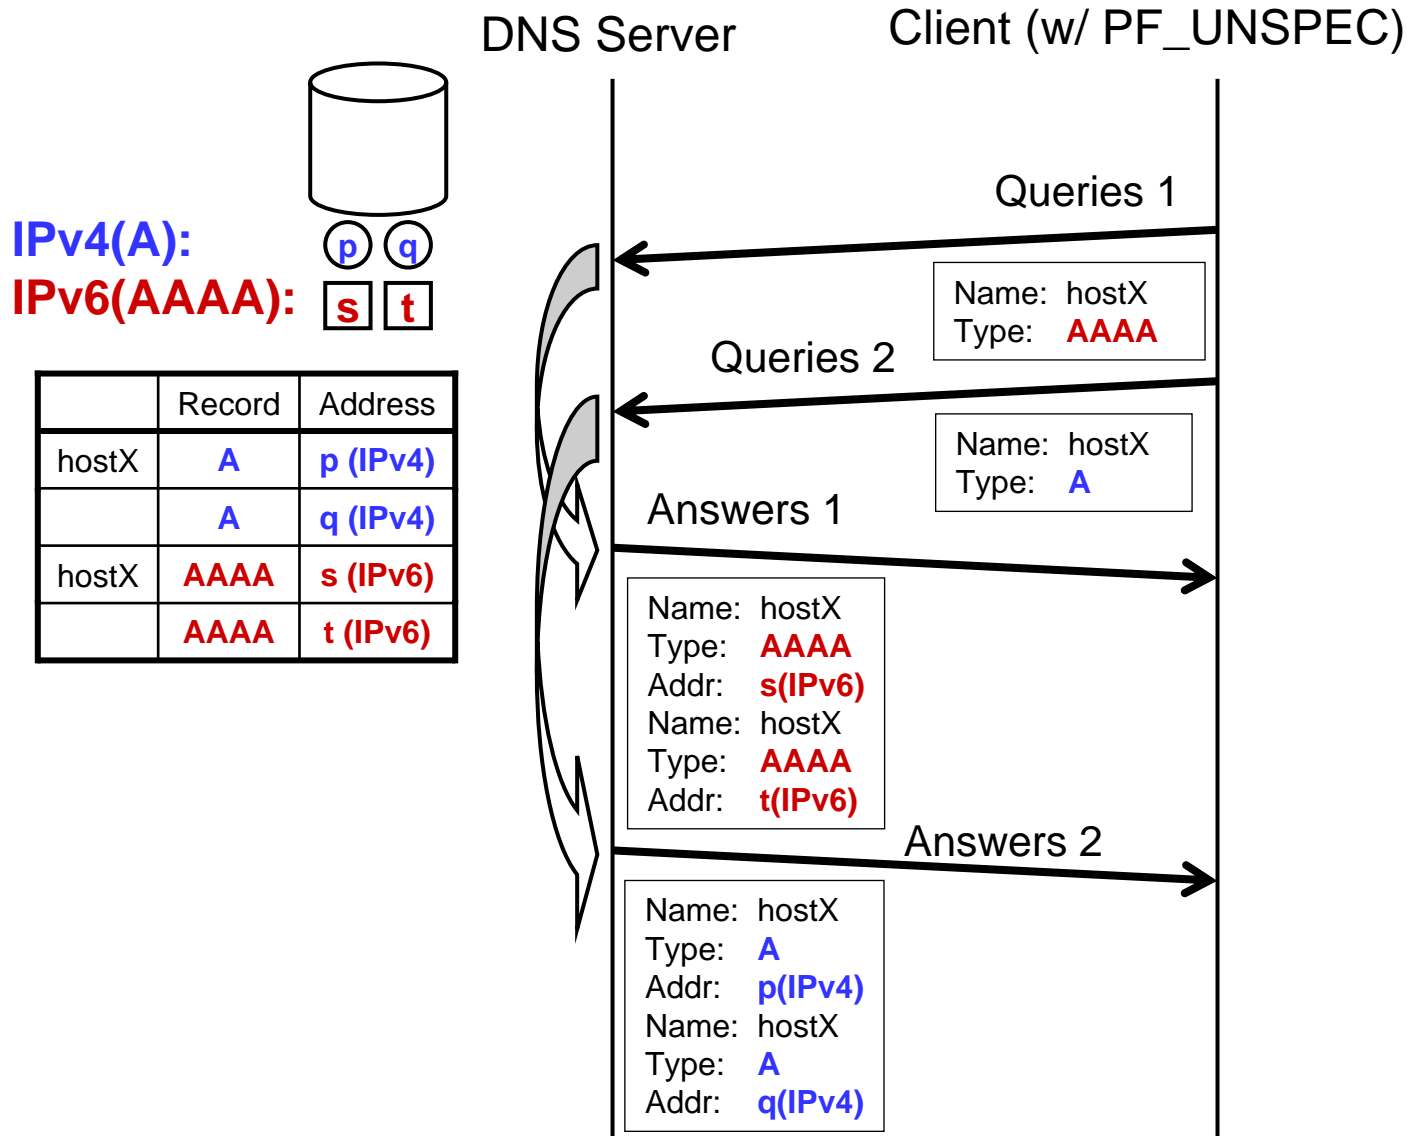 DNS Server
Client (w/ PF_UNSPEC)
IPv4(A):
p q
IPv6(AAAA):
s t
Record Address
hostX A p (IPv4)
A q (IPv4)
hostX AAAA s (IPv6)
AAAA t (IPv6)
Queries 1
Name: hostX
Type: AAAA
Queries 2
Name: hostX
Type: A
Answers 1
Name: hostX
Type: AAAA
Addr: s(IPv6)
Name: hostX
Type: AAAA
Addr: t(IPv6)
Answers 2
Name: hostX
Type: A
Addr: p(IPv4)
Name: hostX
Type: A
Addr: q(IPv4)